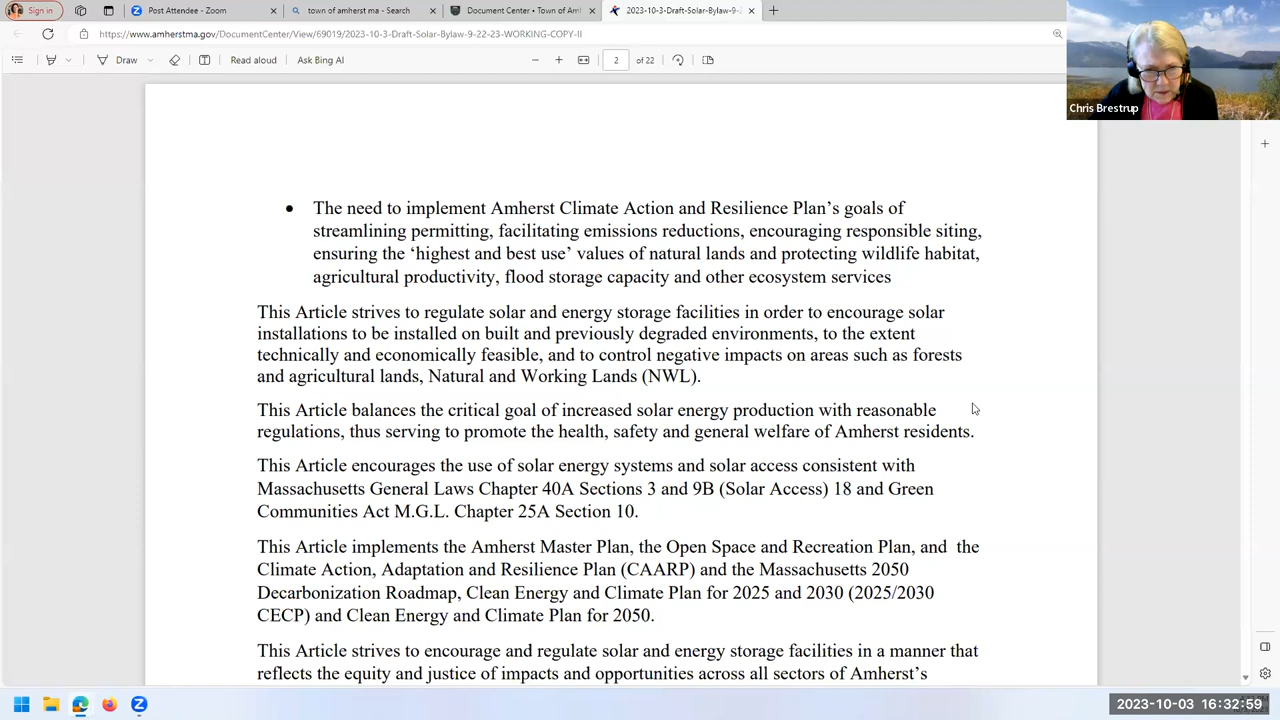 Sign in
Post Attendee - Zoom
town of amherst ma - Search
Document Center • Town of Am
2023-10-3-Draft-Solar-Bylaw-9-2
https://www.amherstma.gov/DocumentCenter/View/69019/2023-10-3-Draft-Solar-Bylaw-9-22-23-WORKING-COPY-II
Draw
Read aloud
Ask Bing AI
2
of 22
Chris Brestrup
• The need to implement Amherst Climate Action and Resilience Plan’s goals of
streamlining permitting, facilitating emissions reductions, encouraging responsible siting,
ensuring the ‘highest and best use’ values of natural lands and protecting wildlife habitat,
agricultural productivity, flood storage capacity and other ecosystem services
This Article strives to regulate solar and energy storage facilities in order to encourage solar
installations to be installed on built and previously degraded environments, to the extent
technically and economically feasible, and to control negative impacts on areas such as forests
and agricultural lands, Natural and Working Lands (NWL).
This Article balances the critical goal of increased solar energy production with reasonable
regulations, thus serving to promote the health, safety and general welfare of Amherst residents.
This Article encourages the use of solar energy systems and solar access consistent with
Massachusetts General Laws Chapter 40A Sections 3 and 9B (Solar Access) 18 and Green
Communities Act M.G.L. Chapter 25A Section 10.
This Article implements the Amherst Master Plan, the Open Space and Recreation Plan, and the
Climate Action, Adaptation and Resilience Plan (CAARP) and the Massachusetts 2050
Decarbonization Roadmap, Clean Energy and Climate Plan for 2025 and 2030 (2025/2030
CECP) and Clean Energy and Climate Plan for 2050.
This Article strives to encourage and regulate solar and energy storage facilities in a manner that
reflects the equity and justice of impacts and opportunities across all sectors of Amherst’s
2023-10-03 16:32:59